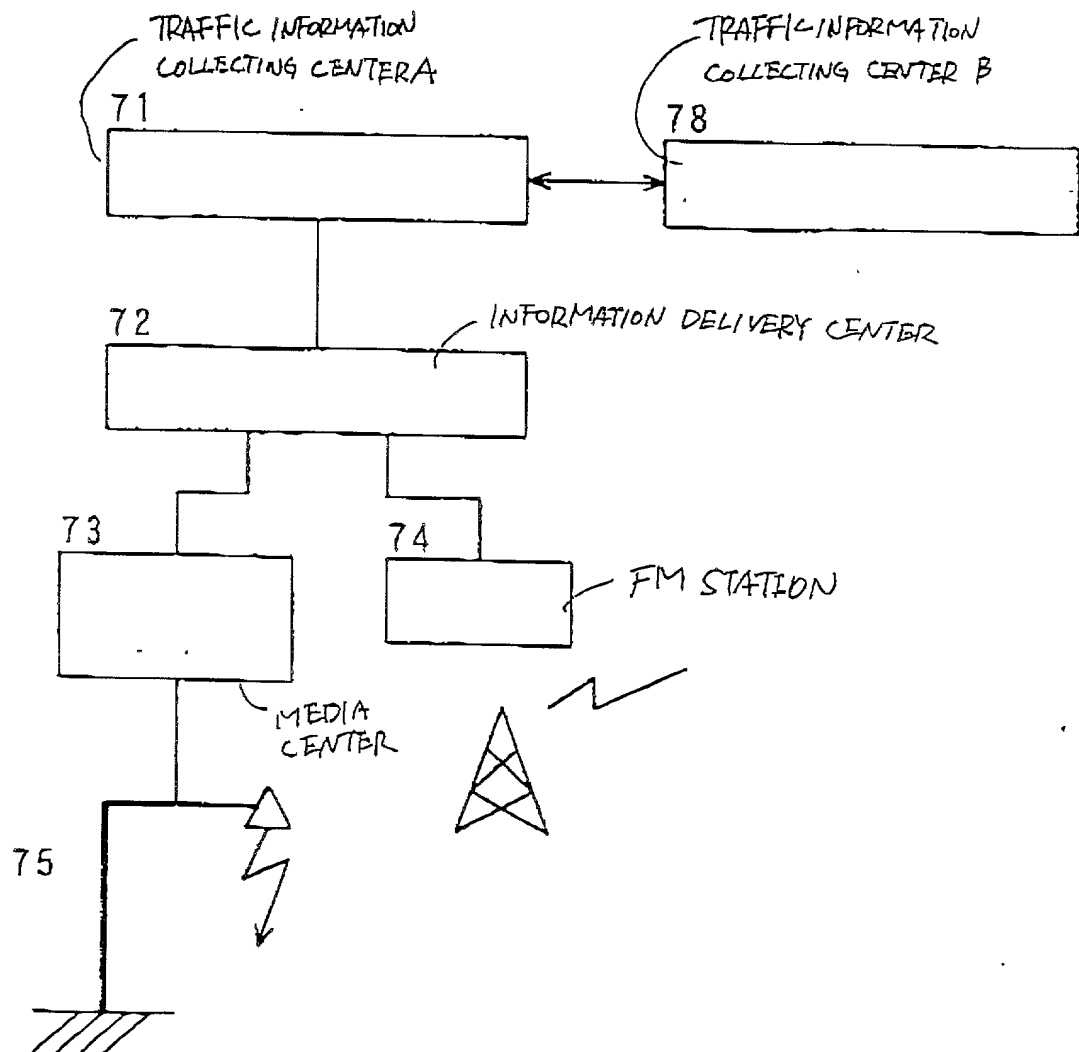 TRAFFIC INFORMATION
COLLECTING CENTER A
71
TRAFFIC INFORMATION
COLLECTING CENTER B
78
72
INFORMATION DELIVERY CENTER
73
74
FM STATION
MEDIA
CENTER
75